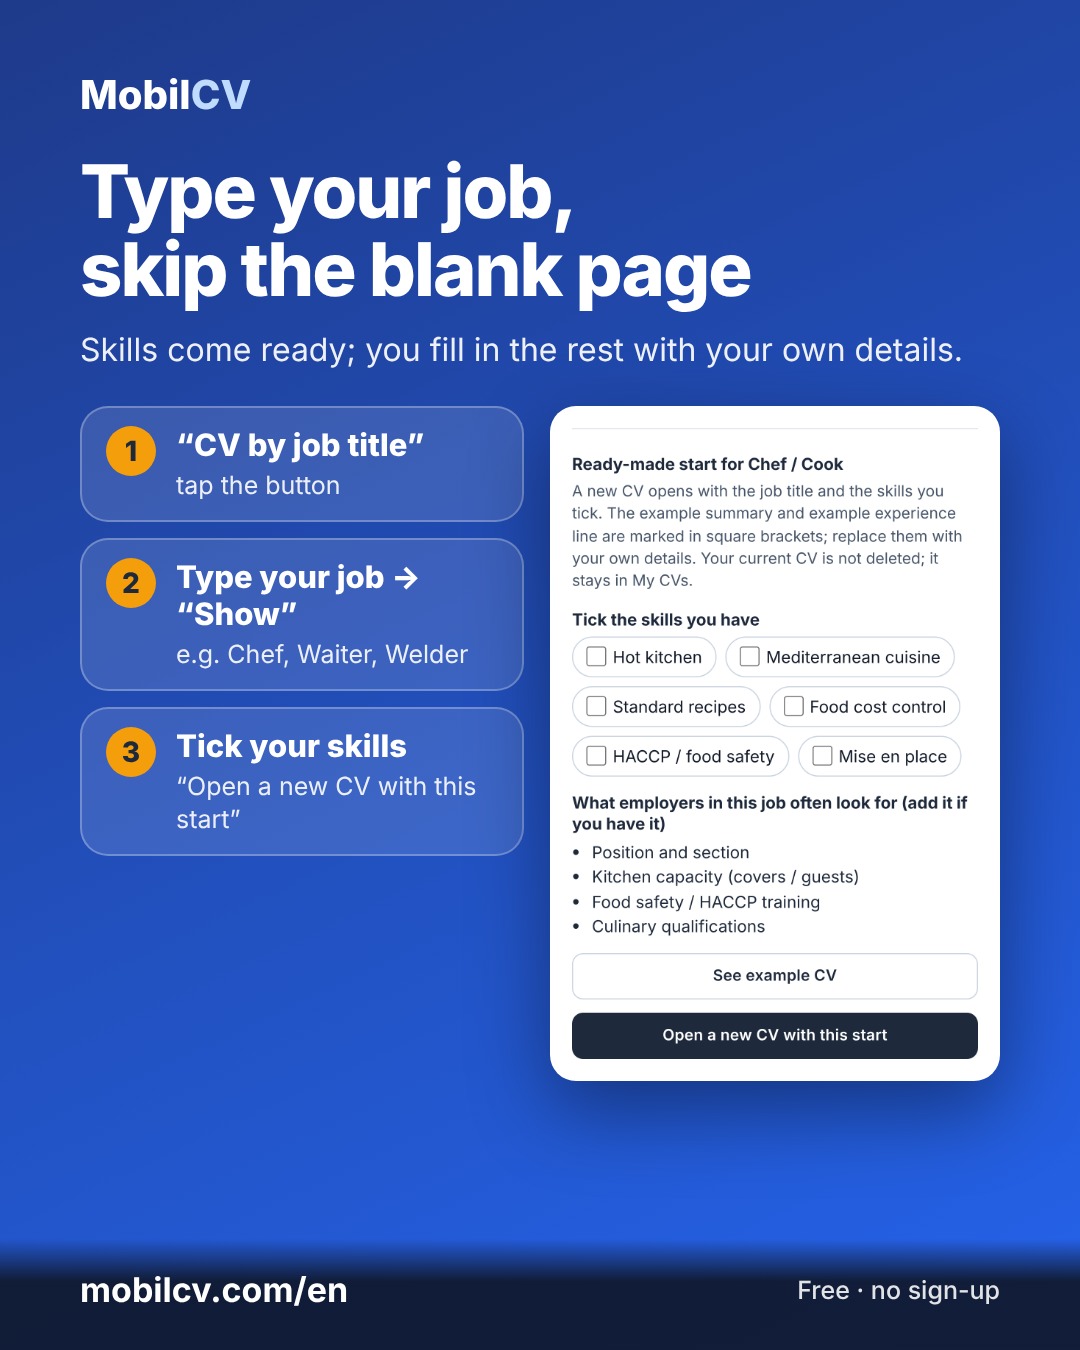 MobilCV
Type your job,
skip the blank page
Skills come ready; you fill in the rest with your own details.
1
“CV by job title”
tap the button
2
Type your job →
“Show”
e.g. Chef, Waiter, Welder
3
Tick your skills
“Open a new CV with this
start”
Ready-made start for Chef / Cook
A new CV opens with the job title and the skills you
tick. The example summary and example experience
line are marked in square brackets; replace them with
your own details. Your current CV is not deleted; it
stays in My CVs.
Tick the skills you have
Hot kitchen
Mediterranean cuisine
Standard recipes
Food cost control
HACCP / food safety
Mise en place
What employers in this job often look for (add it if
you have it)
• Position and section
• Kitchen capacity (covers / guests)
• Food safety / HACCP training
• Culinary qualifications
See example CV
Open a new CV with this start
mobilcv.com/en
Free · no sign-up